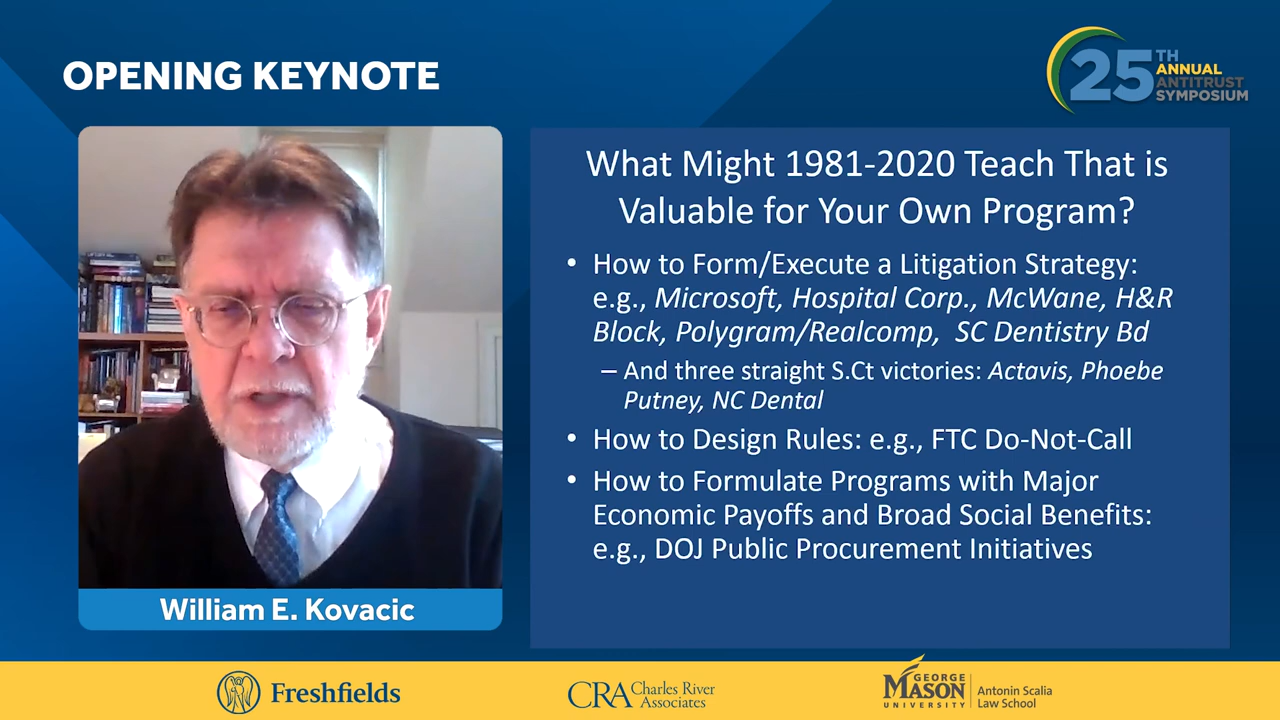 OPENING KEYNOTE
25TH
ANNUAL
ANTITRUST
SYMPOSIUM
What Might 1981-2020 Teach That is
Valuable for Your Own Program?
• How to Form/Execute a Litigation Strategy:
e.g., Microsoft, Hospital Corp., McWane, H&R
Block, Polygram/Realcomp, SC Dentistry Bd
– And three straight S.Ct victories: Actavis, Phoebe
Putney, NC Dental
• How to Design Rules: e.g., FTC Do-Not-Call
• How to Formulate Programs with Major
Economic Payoffs and Broad Social Benefits:
e.g., DOJ Public Procurement Initiatives
William E. Kovacic
Freshfields
CRA Charles River
Associates
GEORGE
MASON
UNIVERSITY
Antonin Scalia
Law School